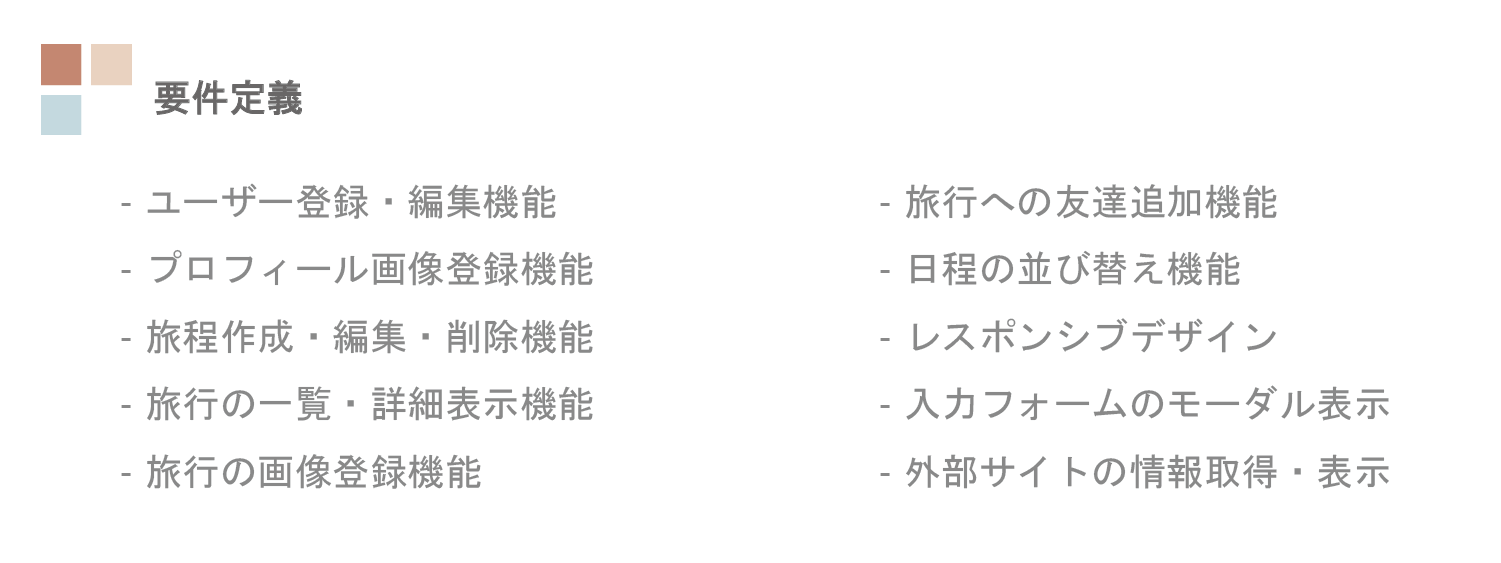 要件定義
- ユーザー登録・編集機能
- プロフィール画像登録機能
- 旅程作成・編集・削除機能
- 旅行の一覧・詳細表示機能
- 旅行の画像登録機能
- 旅行への友達追加機能
- 日程の並び替え機能
- レスポンシブデザイン
- 入力フォームのモーダル表示
- 外部サイトの情報取得・表示